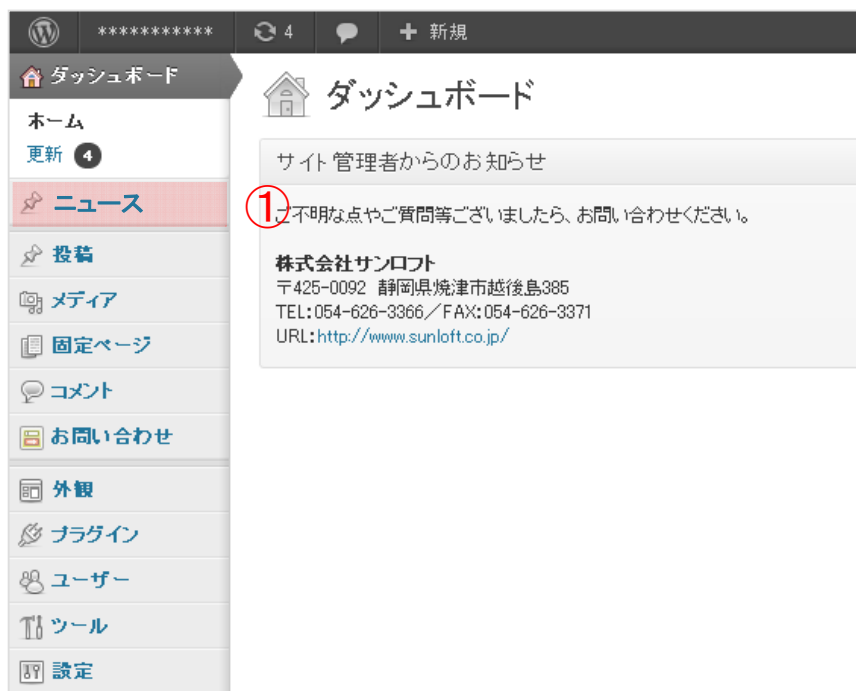 *********** 4 新規
ダッシュボード
ホーム
更新 4
ニュース
投稿
メディア
固定ページ
コメント
お問い合わせ
外観
プラグイン
ユーザー
ツール
設定
ダッシュボード
サイト管理者からのお知らせ
①
ご不明な点やご質問等ございましたら、お問い合わせください。
株式会社サンロフト
〒425-0092 静岡県焼津市越後島385
TEL:054-626-3366／FAX:054-626-3371
URL:http://www.sunloft.co.jp/